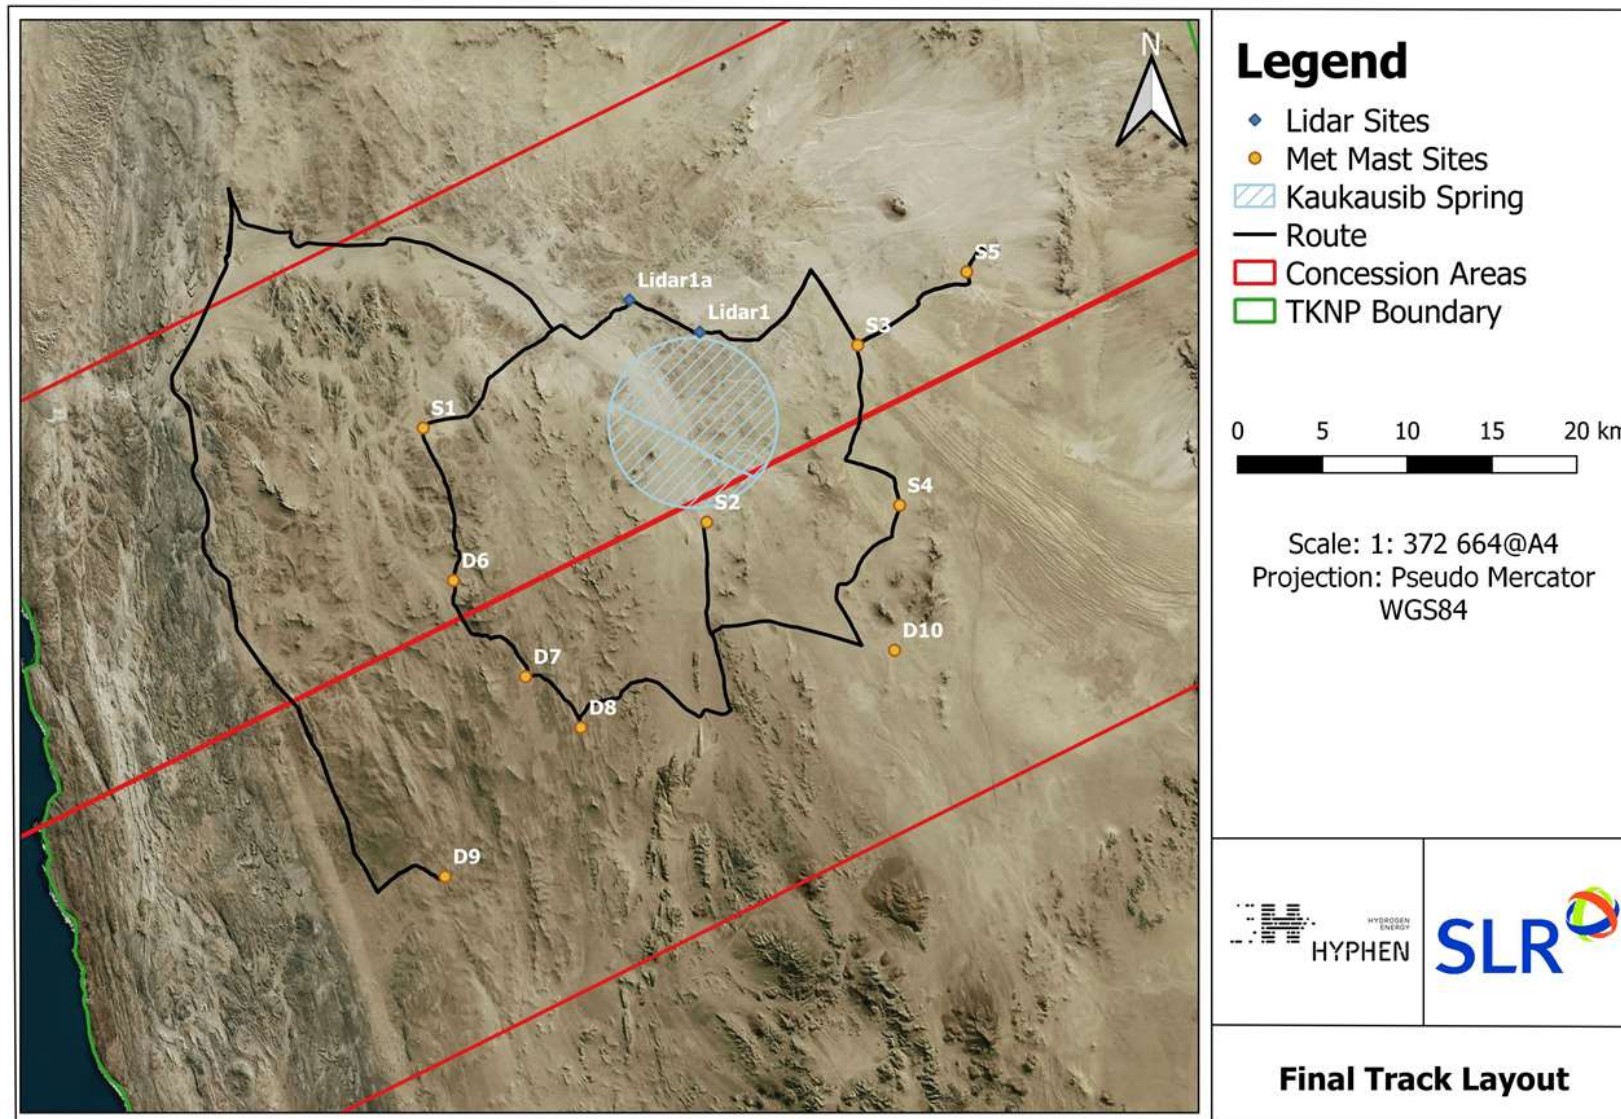 N
S5
Lidar1a
Lidar1
S3
S1
S4
S2
D6
D10
D7
D8
D9
Legend
Lidar Sites
Met Mast Sites
Kaukausib Spring
Route
Concession Areas
TKNP Boundary
0 5 10 15 20 km
Scale: 1: 372 664@A4
Projection: Pseudo Mercator
WGS84
HYDROGEN
ENERGY
HYPHEN
SLR
Final Track Layout